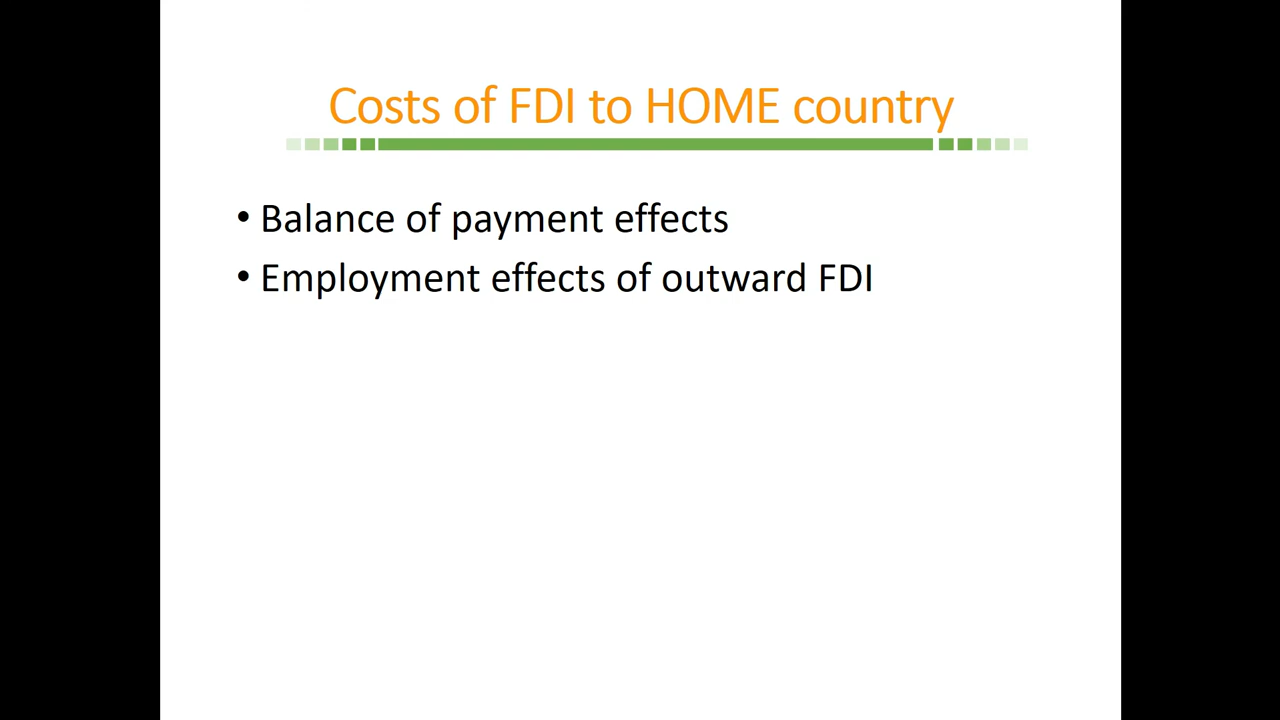 Costs of FDI to HOME country
• Balance of payment effects
• Employment effects of outward FDI